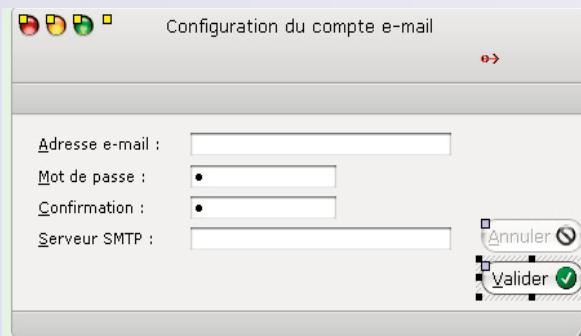 Configuration du compte e-mail
Adresse e-mail :
Mot de passe :
Confirmation :
Serveur SMTP :
Annuler
Valider